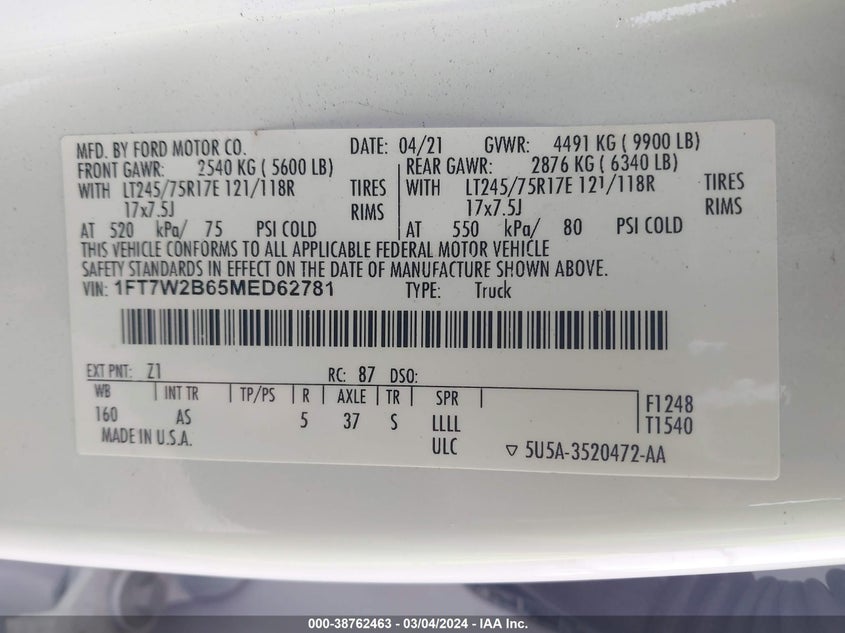 MFD. BY FORD MOTOR CO. DATE: 04/21 GVWR: 4491 KG ( 9900 LB)
FRONT GAWR: 2540 KG ( 5600 LB) REAR GAWR: 2876 KG ( 6340 LB)
WITH LT245/75R17E 121/118R TIRES WITH LT245/75R17E 121/118R TIRES
17x7.5J RIMS 17x7.5J RIMS
AT 520 kPa/ 75 PSI COLD AT 550 kPa/ 80 PSI COLD
THIS VEHICLE CONFORMS TO ALL APPLICABLE FEDERAL MOTOR VEHICLE
SAFETY STANDARDS IN EFFECT ON THE DATE OF MANUFACTURE SHOWN ABOVE.
VIN: 1FT7W2B65MED62781 TYPE: Truck
EXT PNT: Z1 RC: 87 DSO:
WB INT TR TP/PS R AXLE TR SPR
160 AS 5 37 S LLLL F1248
MADE IN U.S.A. ULC T1540
▽ 5U5A-3520472-AA
000-38762463 - 03/04/2024 - IAA Inc.